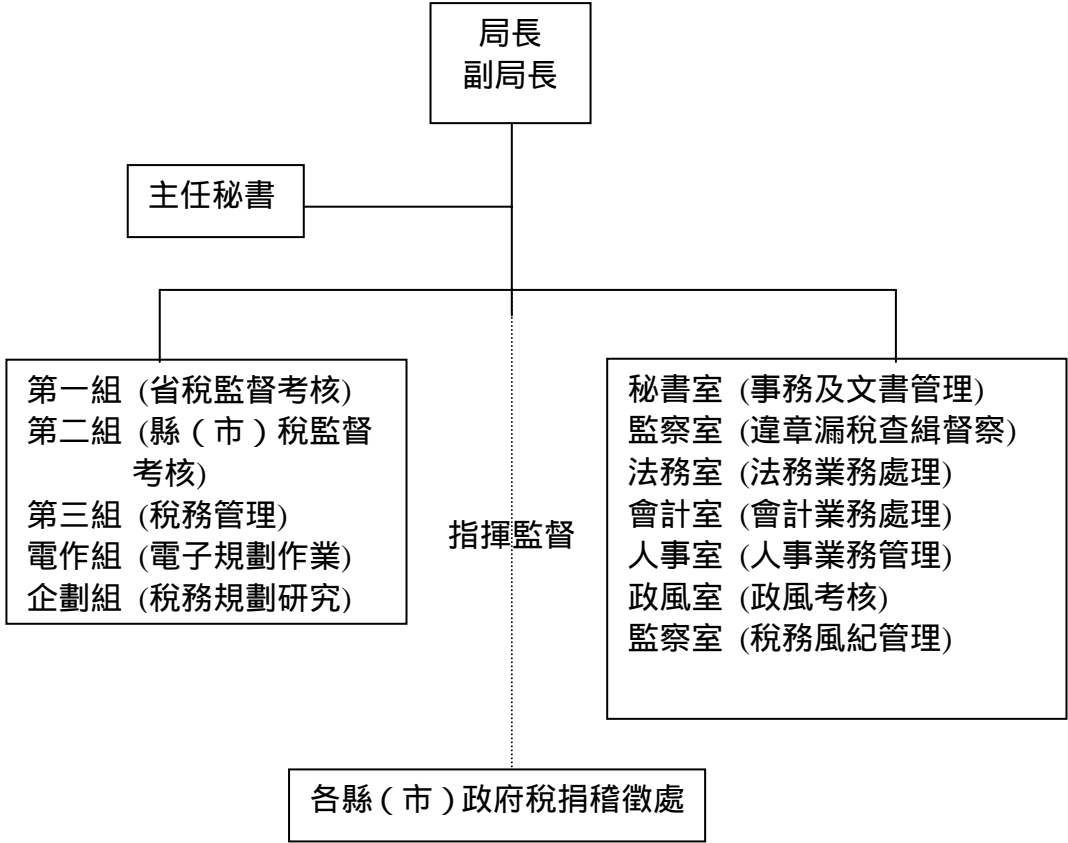 局長
副局長
主任秘書
第一組 (省稅監督考核)
第二組 (縣（市）稅監督
考核)
第三組 (稅務管理)
電作組 (電子規劃作業)
企劃組 (稅務規劃研究)
指揮監督
秘書室 (事務及文書管理)
監察室 (違章漏稅查緝督察)
法務室 (法務業務處理)
會計室 (會計業務處理)
人事室 (人事業務管理)
政風室 (政風考核)
監察室 (稅務風紀管理)
各縣（市）政府稅捐稽徵處